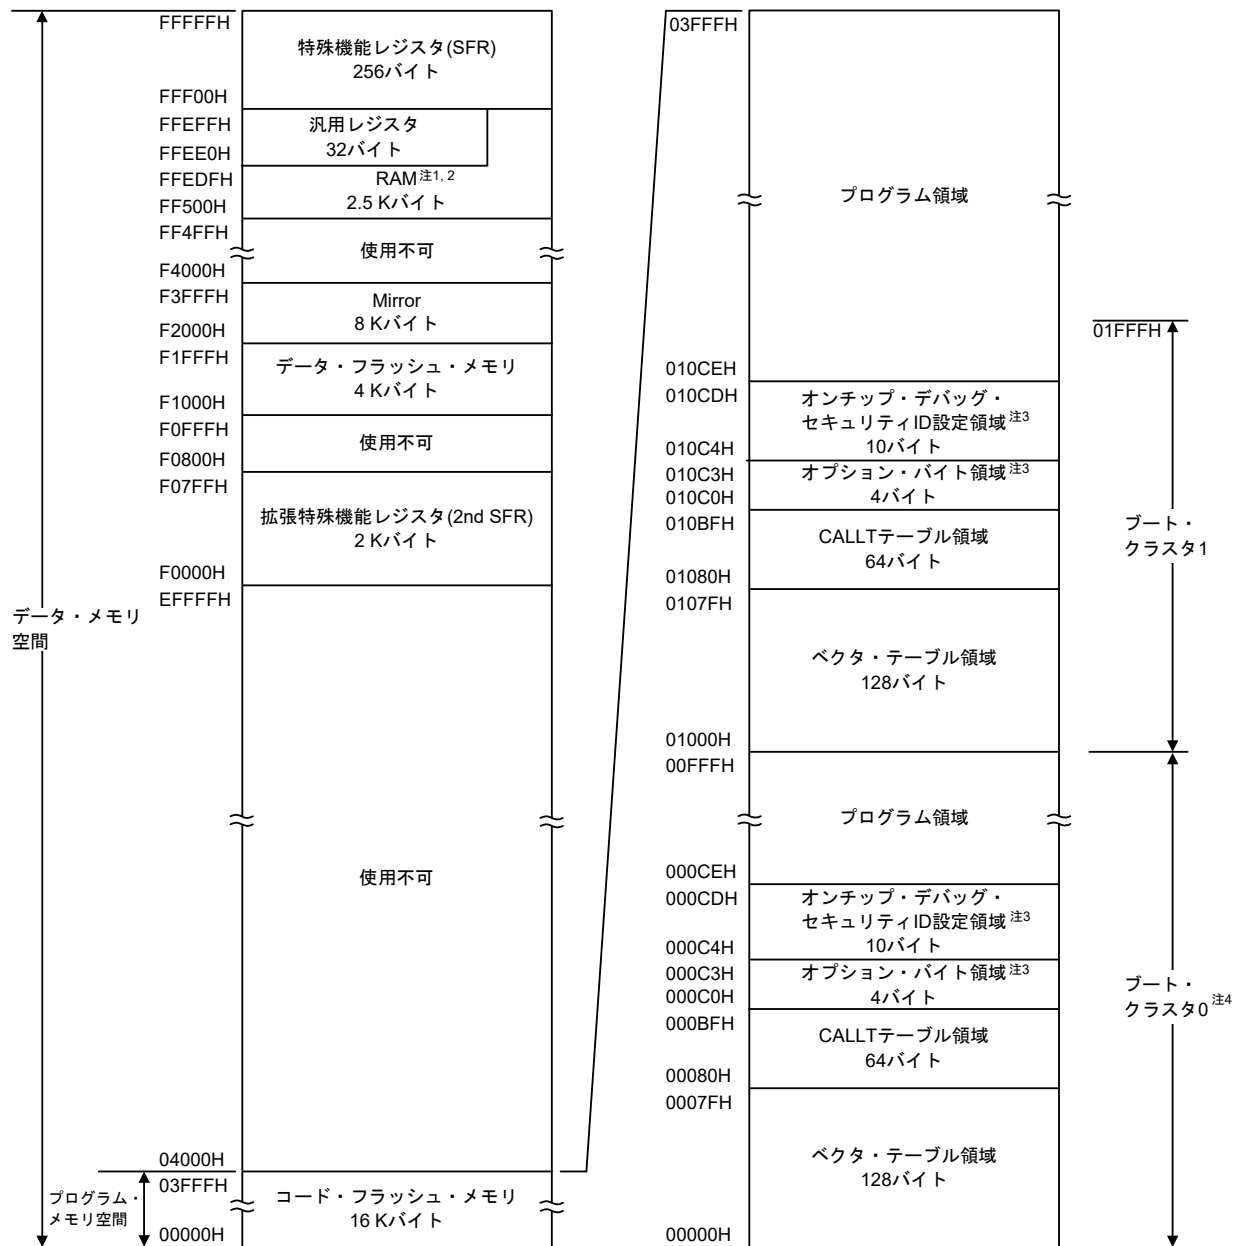 FFFFFH
特殊機能レジスタ(SFR)
256バイト
FFF00H
FFEFFH
汎用レジスタ
32バイト
FFEE0H
FFEDFH
RAM 注1, 2
2.5 Kバイト
FF500H
FF4FFH
使用不可
F4000H
F3FFFH
Mirror
8 Kバイト
F2000H
F1FFFH
データ・フラッシュ・メモリ
4 Kバイト
F1000H
F0FFFH
使用不可
F0800H
F07FFH
拡張特殊機能レジスタ(2nd SFR)
2 Kバイト
F0000H
EFFFFH
データ・メモリ
空間
使用不可
04000H
03FFFH
コード・フラッシュ・メモリ
16 Kバイト
プログラム・
メモリ空間
00000H
03FFFH
プログラム領域
01FFFH
010CEH
010CDH
オンチップ・デバッグ・
セキュリティID設定領域 注3
10バイト
010C4H
010C3H
オプション・バイト領域 注3
4バイト
010C0H
010BFH
CALLTテーブル領域
64バイト
ブート・
クラスタ1
01080H
0107FH
ベクタ・テーブル領域
128バイト
01000H
00FFFH
プログラム領域
000CEH
000CDH
オンチップ・デバッグ・
セキュリティID設定領域 注3
10バイト
000C4H
000C3H
オプション・バイト領域 注3
4バイト
000C0H
ブート・
クラスタ0 注4
000BFH
CALLTテーブル領域
64バイト
00080H
0007FH
ベクタ・テーブル領域
128バイト
00000H